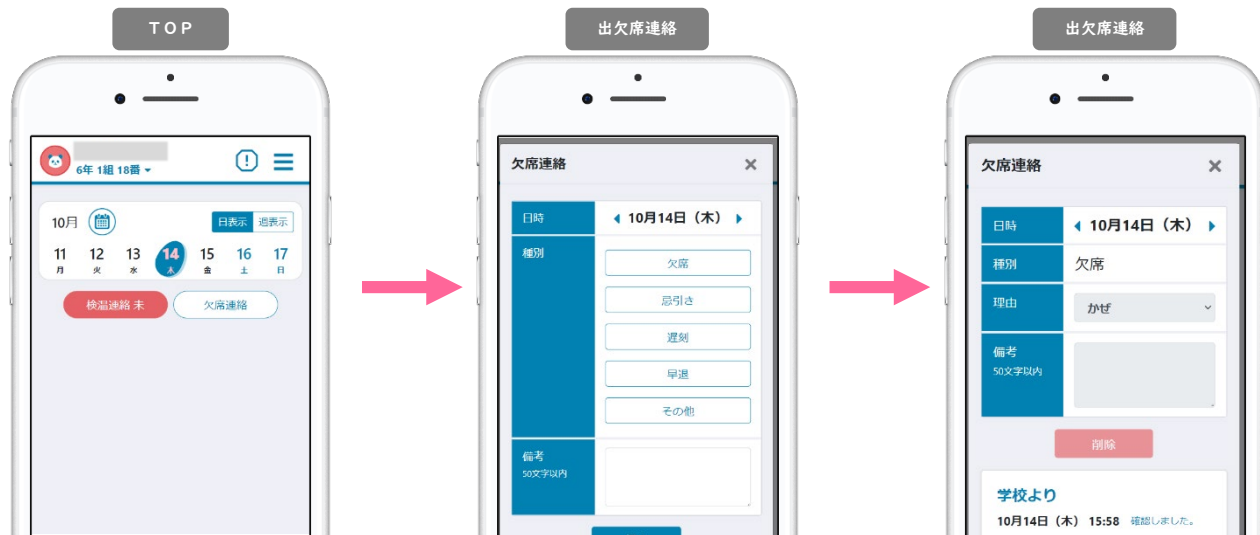 TOP
6年 1組 18番
10月
日表示 週表示
11 12 13 14 15 16 17
月 火 水 木 金 土 日
検温連絡 未 欠席連絡
出欠席連絡
欠席連絡 ×
日時 10月14日（木）
種別
欠席
忌引き
遅刻
早退
その他
備考
50文字以内
出欠席連絡
欠席連絡 ×
日時 10月14日（木）
種別 欠席
理由 かぜ
備考
50文字以内
削除
学校より
10月14日（木） 15:58 確認しました。